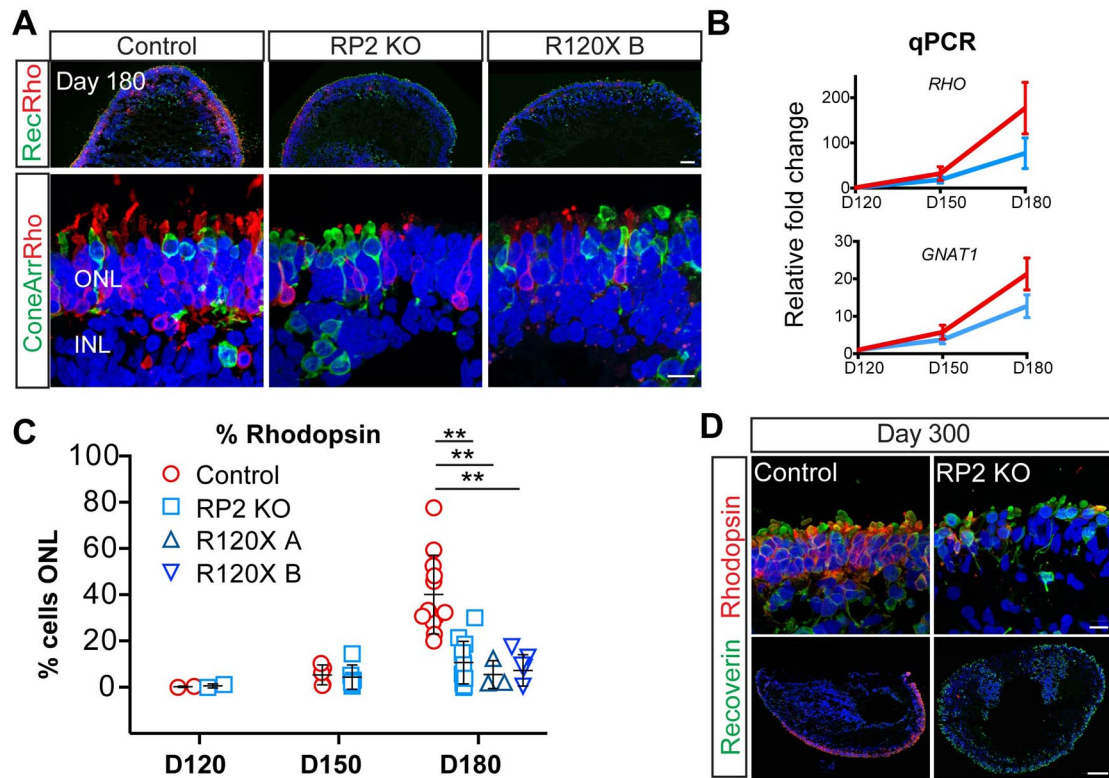 A
Control
RP2 KO
R120X B
RecRho
Day 180
ConeArrRho
ONL
INL
B
qPCR
Relative fold change
RHO
200
100
0
D120
D150
D180
GNAT1
30
20
10
0
D120
D150
D180
C
% Rhodopsin
% cells ONL
100
80
60
40
20
0
Control
RP2 KO
R120X A
R120X B
**
**
**
D120
D150
D180
D
Day 300
Control
RP2 KO
Rhodopsin
Recoverin